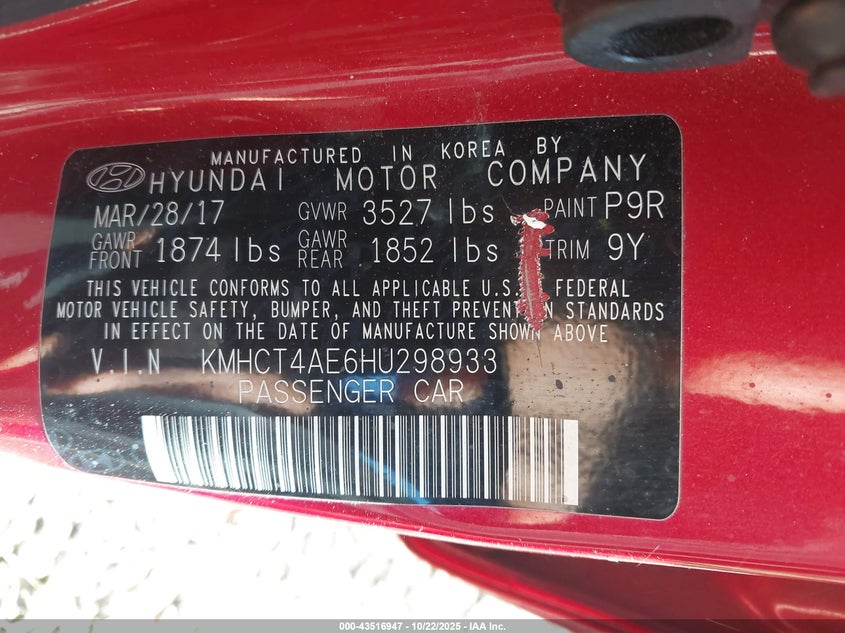 MANUFACTURED IN KOREA BY
HYUNDAI MOTOR COMPANY
MAR/28/17 GVWR 3527 lbs PAINT P9R
GAWR FRONT 1874 lbs GAWR REAR 1852 lbs TRIM 9Y
THIS VEHICLE CONFORMS TO ALL APPLICABLE U.S. FEDERAL
MOTOR VEHICLE SAFETY, BUMPER, AND THEFT PREVENTION STANDARDS
IN EFFECT ON THE DATE OF MANUFACTURE SHOWN ABOVE
V.I.N KMHCT4AE6HU298933
PASSENGER CAR
000-43516947 - 10/22/2025 - IAA Inc.